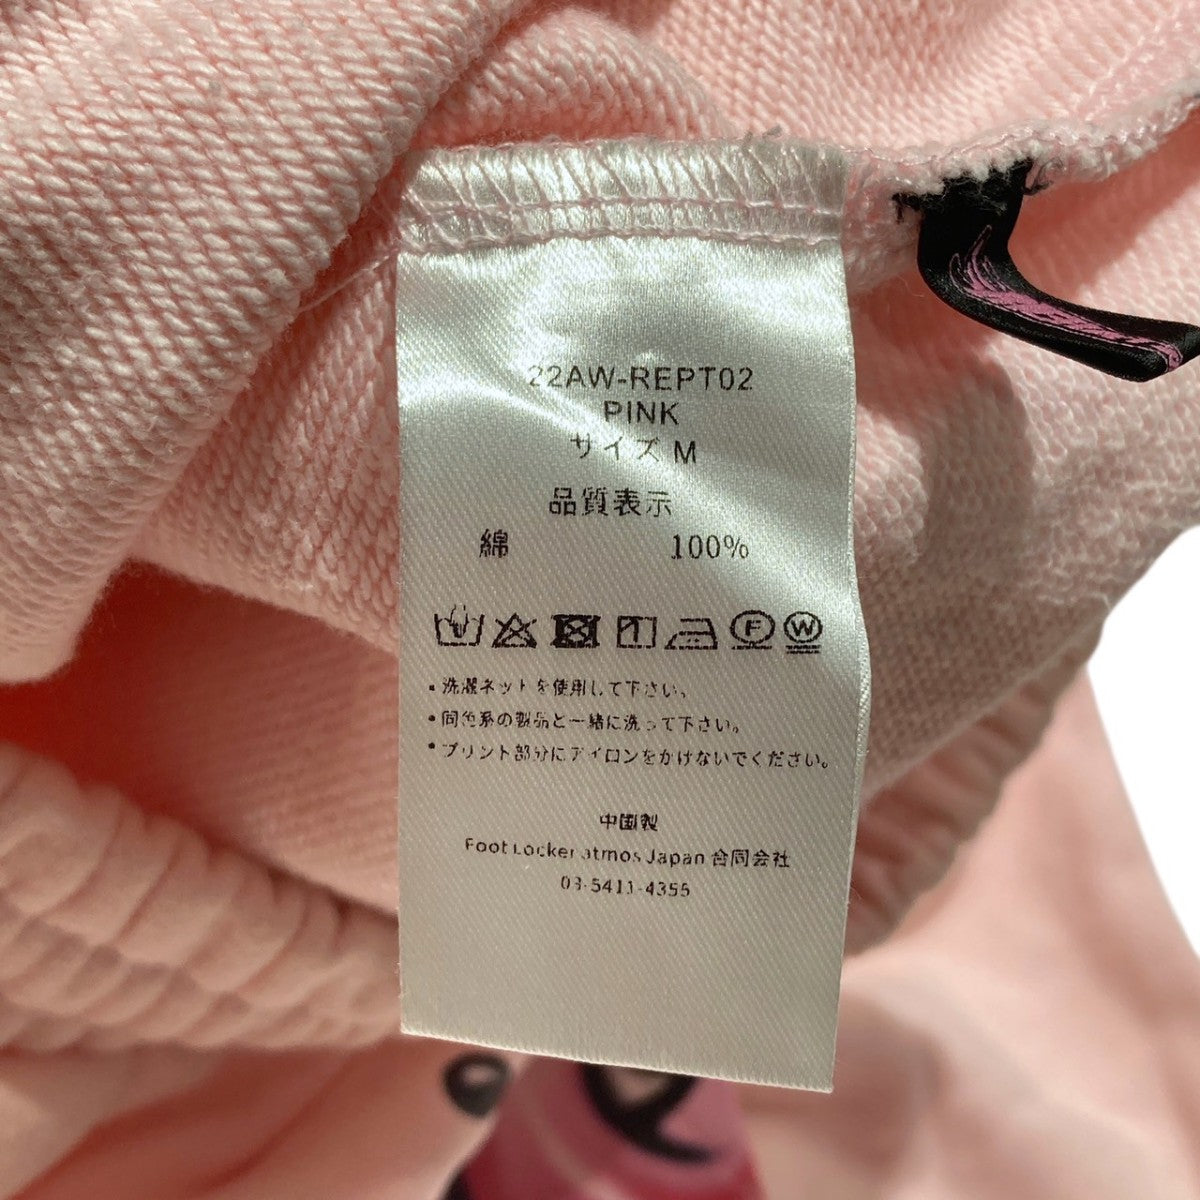 22AW-REPT02
PINK
サイズ M
品質表示
綿 100%
F W
・洗濯ネットを使用して下さい。
・同色系の製品と一緒に洗って下さい。
・プリント部分にアイロンをかけないでください。
中国製
Foot Locker atmos Japan 合同会社
03-5411-4355